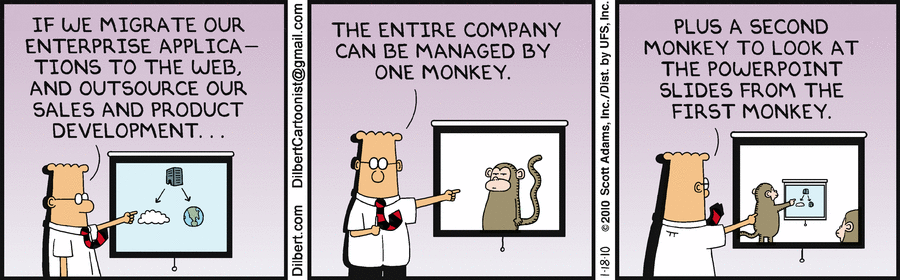 IF WE MIGRATE OUR
ENTERPRISE APPLICA—
TIONS TO THE WEB,
AND OUTSOURCE OUR
SALES AND PRODUCT
DEVELOPMENT...
Dilbert.com DilbertCartoonist@gmail.com
THE ENTIRE COMPANY
CAN BE MANAGED BY
ONE MONKEY.
1-18-10 © 2010 Scott Adams, Inc./Dist. by UFS, Inc.
PLUS A SECOND
MONKEY TO LOOK AT
THE POWERPOINT
SLIDES FROM THE
FIRST MONKEY.